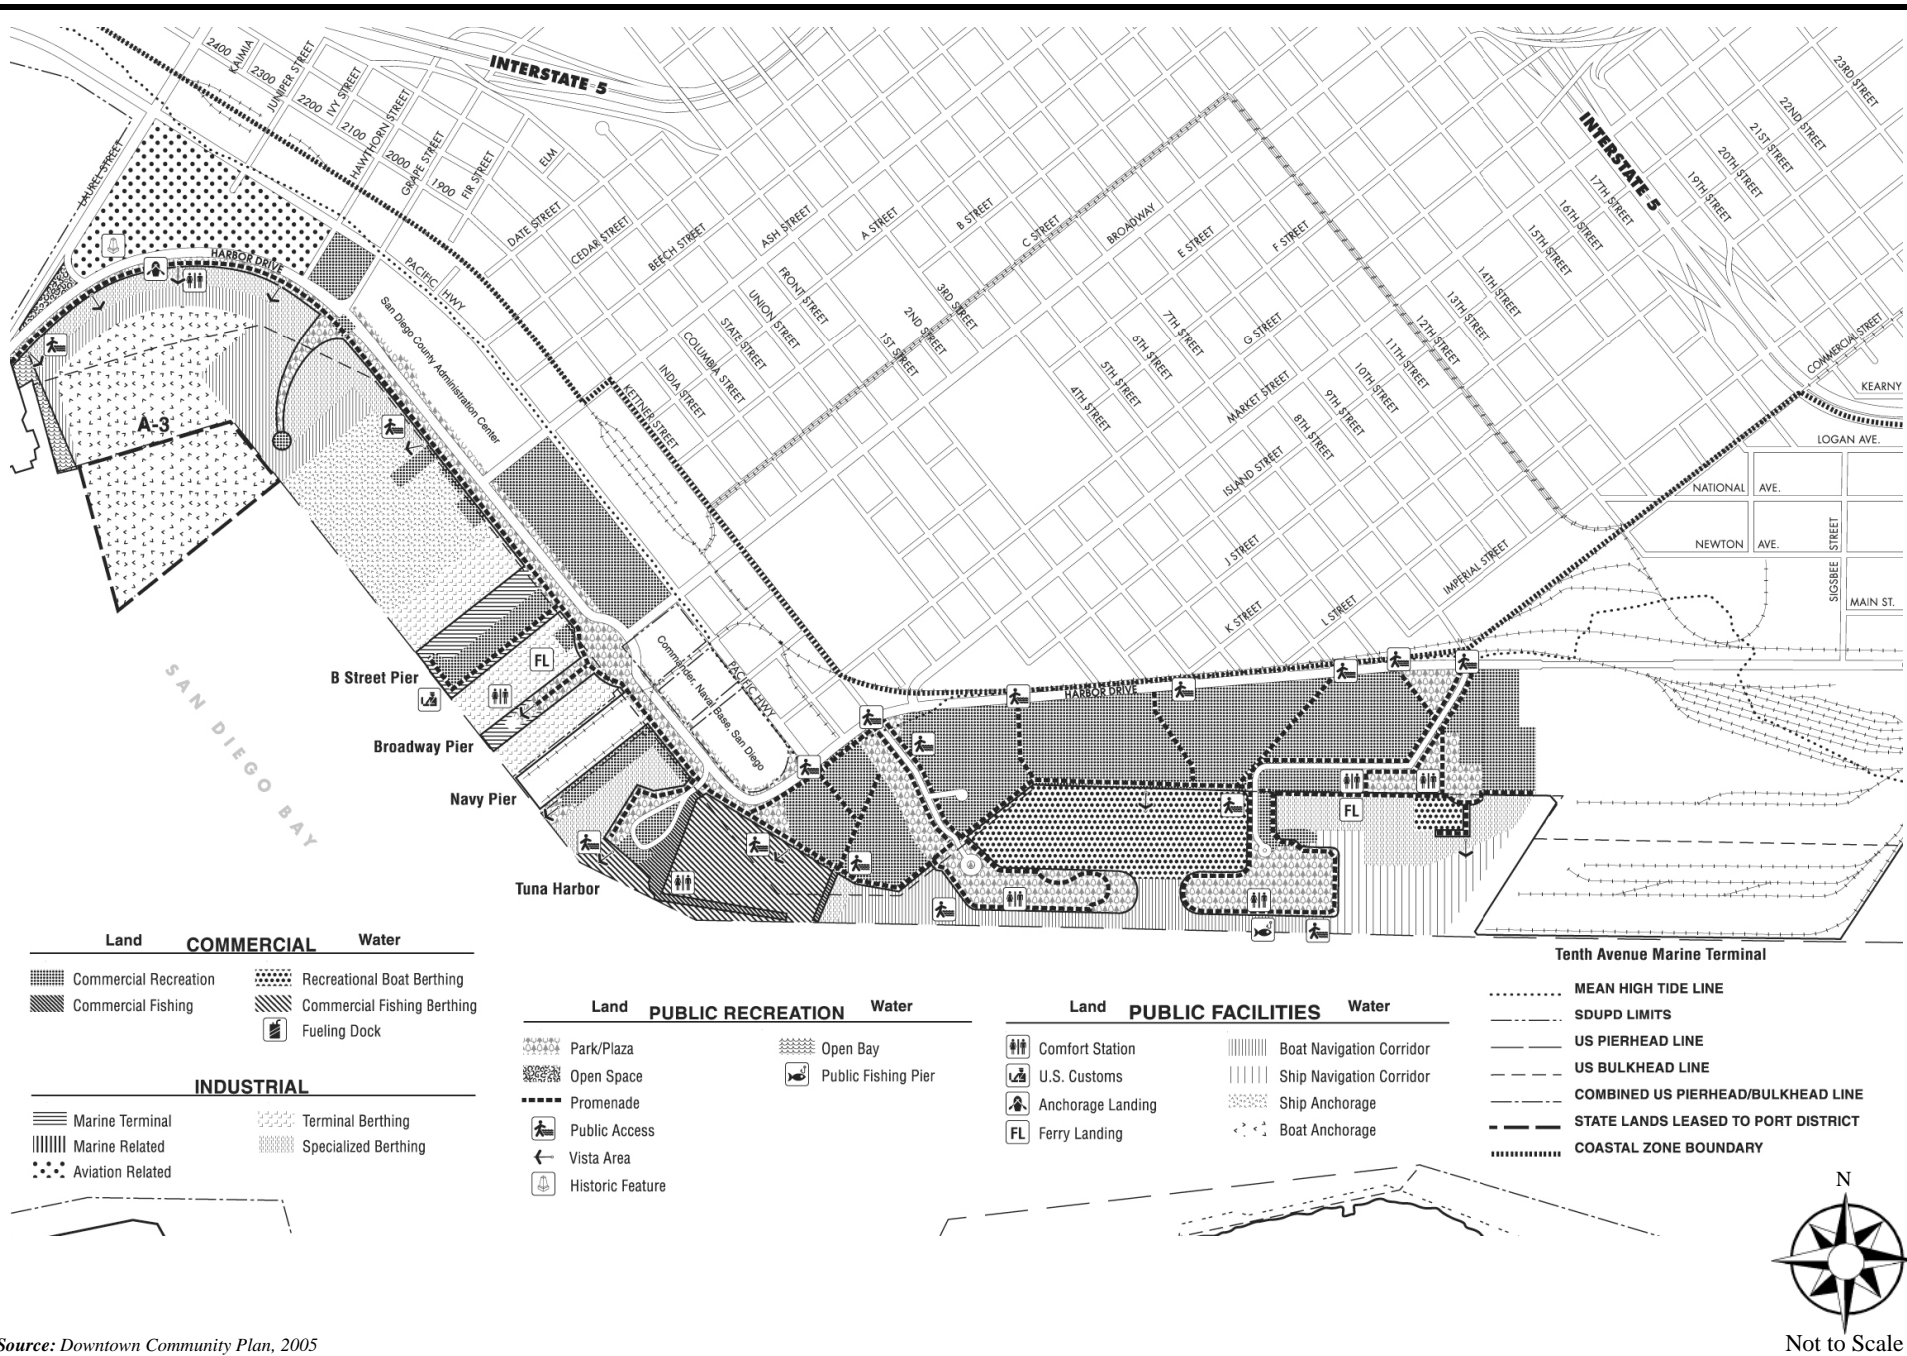 2400
KAIMIA
2300
JUNIPER STREET
2200
IVY STREET
2100
HAWTHORN STREET
2000
GRAPE STREET
1900
FIR STREET
ELM
INTERSTATE 5
INTERSTATE 5
23RD STREET
22ND STREET
21ST STREET
20TH STREET
19TH STREET
17TH STREET
16TH STREET
15TH STREET
14TH STREET
13TH STREET
12TH STREET
11TH STREET
10TH STREET
9TH STREET
8TH STREET
7TH STREET
6TH STREET
5TH STREET
4TH STREET
3RD STREET
2ND STREET
1ST STREET
FRONT STREET
UNION STREET
STATE STREET
COLUMBIA STREET
INDIA STREET
KETTNER STREET
LAUREL STREET
DATE STREET
CEDAR STREET
BEECH STREET
ASH STREET
A STREET
B STREET
C STREET
BROADWAY
E STREET
F STREET
G STREET
MARKET STREET
ISLAND STREET
J STREET
K STREET
L STREET
IMPERIAL STREET
COMMERCIAL STREET
KEARNY
LOGAN AVE.
NATIONAL AVE.
NEWTON AVE.
SIGSBEE STREET
MAIN ST.
HARBOR DRIVE
PACIFIC HWY
San Diego County Administration Center
A-3
Commander, Naval Base, San Diego
PACIFIC HWY
HARBOR DRIVE
FL
FL
B Street Pier
Broadway Pier
Navy Pier
Tuna Harbor
SAN DIEGO BAY
Tenth Avenue Marine Terminal
Land COMMERCIAL Water
Commercial Recreation Recreational Boat Berthing
Commercial Fishing Commercial Fishing Berthing
Fueling Dock
INDUSTRIAL
Marine Terminal Terminal Berthing
Marine Related Specialized Berthing
Aviation Related
Land PUBLIC RECREATION Water
Park/Plaza Open Bay
Open Space Public Fishing Pier
Promenade
Public Access
Vista Area
Historic Feature
Land PUBLIC FACILITIES Water
Comfort Station Boat Navigation Corridor
U.S. Customs Ship Navigation Corridor
Anchorage Landing Ship Anchorage
FL Ferry Landing Boat Anchorage
MEAN HIGH TIDE LINE
SDUPD LIMITS
US PIERHEAD LINE
US BULKHEAD LINE
COMBINED US PIERHEAD/BULKHEAD LINE
STATE LANDS LEASED TO PORT DISTRICT
COASTAL ZONE BOUNDARY
N
Not to Scale
Source: Downtown Community Plan, 2005